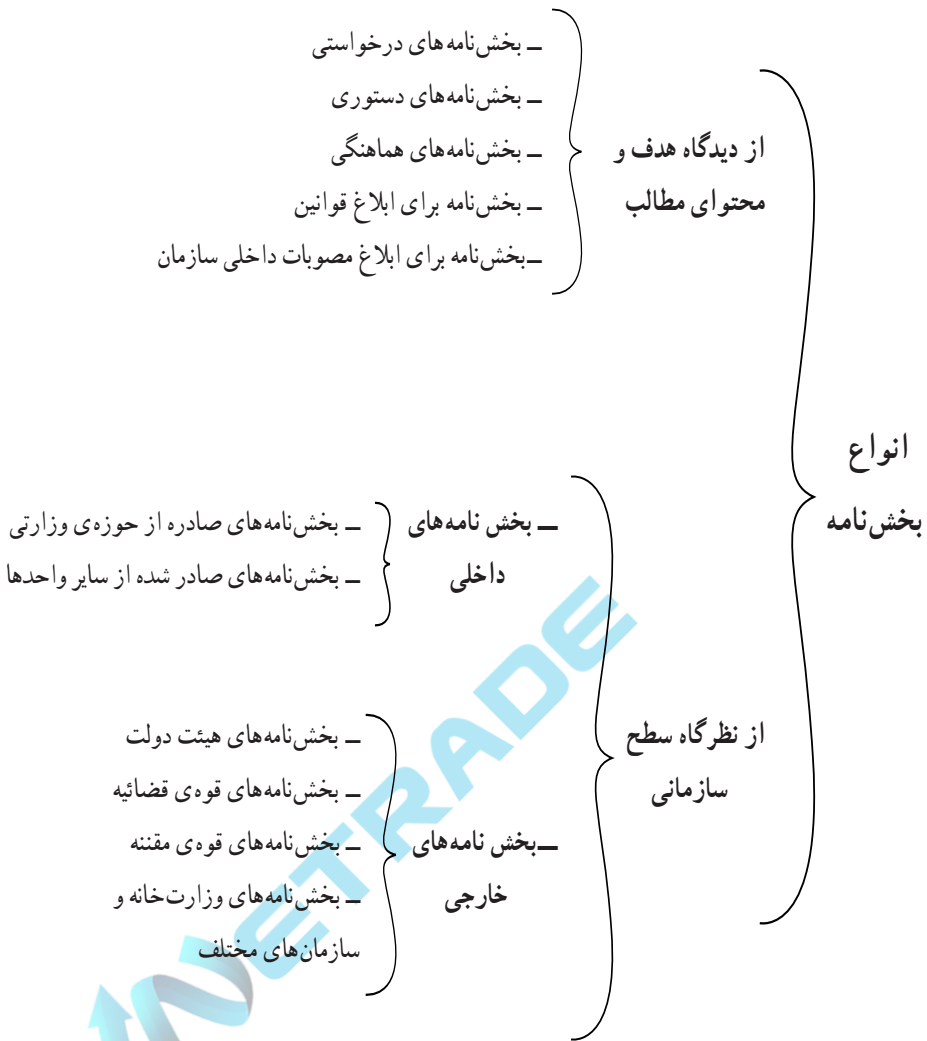 انواع
بخش‌نامه
از دیدگاه هدف و
محتوای مطالب
ــ بخش‌نامه‌های درخواستی
ــ بخش‌نامه‌های دستوری
ــ بخش‌نامه‌های هماهنگی
ــ بخش‌نامه برای ابلاغ قوانین
ــبخش‌نامه برای ابلاغ مصوبات داخلی سازمان
از نظرگاه سطح
سازمانی
ــ بخش نامه‌های
داخلی
ــ بخش‌نامه‌های صادره از حوزه‌ی وزارتی
ــ بخش‌نامه‌های صادر شده از سایر واحدها
ــبخش نامه‌های
خارجی
ــ بخش‌نامه‌های هیئت دولت
ــ بخش‌نامه‌های قوه‌ی قضائیه
ــ بخش‌نامه‌های قوه‌ی مقننه
ــ بخش‌نامه‌های وزارت‌خانه و
سازمان‌های مختلف
NETRADE